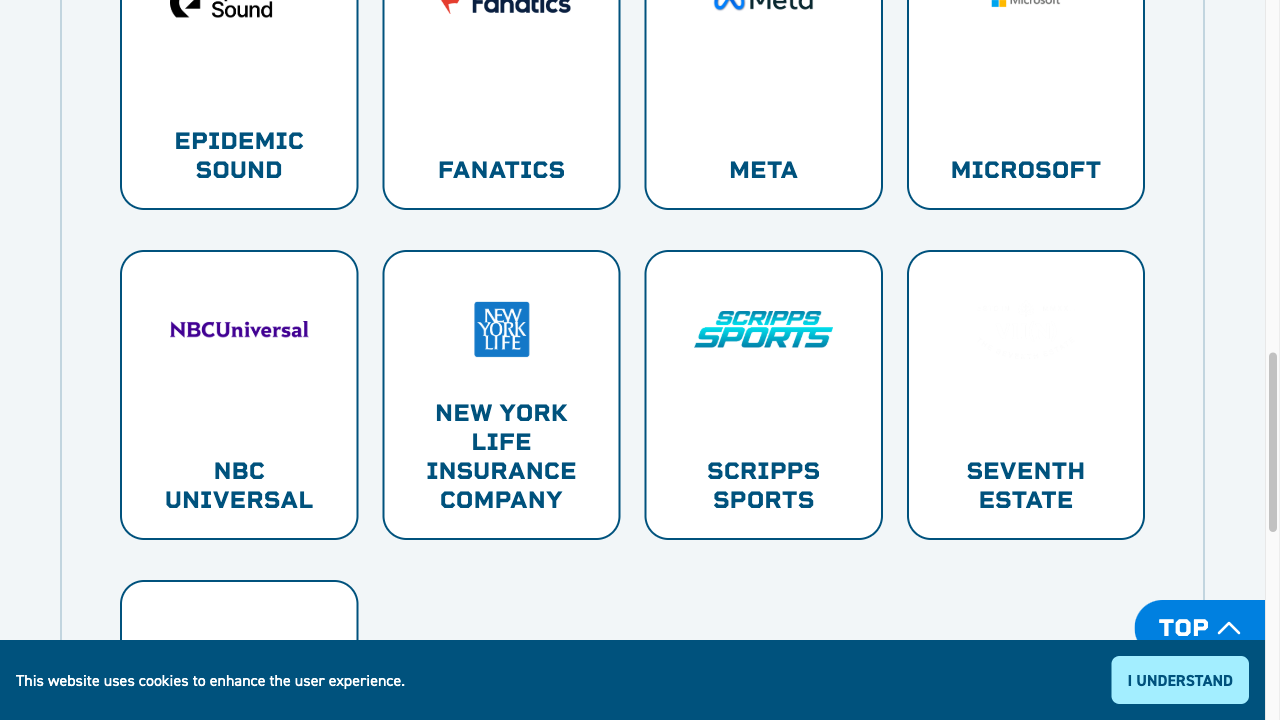 Sound
Fanatics
Meta
Microsoft
EPIDEMIC
SOUND
FANATICS
META
MICROSOFT
NBCUniversal
NEW
YORK
LIFE
SCRIPPS
SPORTS
NBC
UNIVERSAL
NEW YORK
LIFE
INSURANCE
COMPANY
SCRIPPS
SPORTS
SEVENTH
ESTATE
TOP
This website uses cookies to enhance the user experience.
I UNDERSTAND